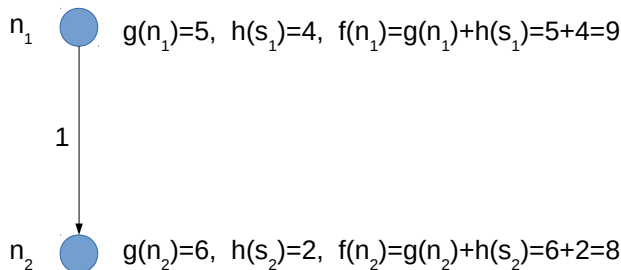 n₁ g(n₁)=5, h(s₁)=4, f(n₁)=g(n₁)+h(s₁)=5+4=9
1
n₂ g(n₂)=6, h(s₂)=2, f(n₂)=g(n₂)+h(s₂)=6+2=8